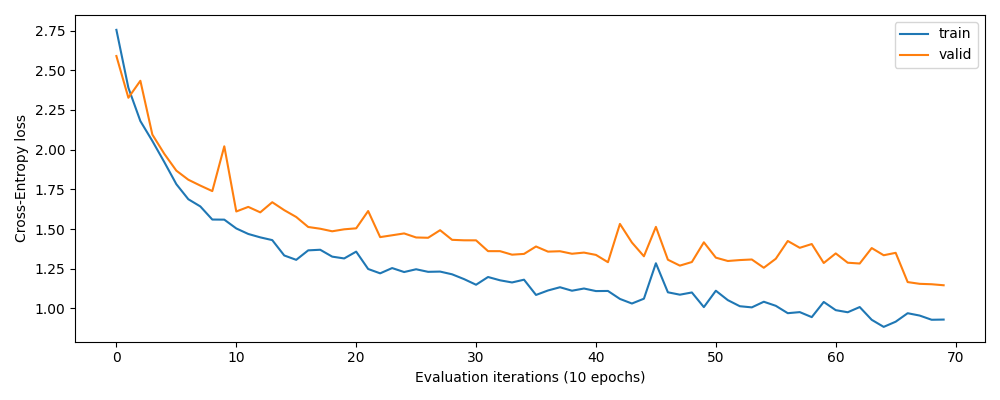 2.75
2.50
2.25
2.00
1.75
1.50
1.25
1.00
Cross-Entropy loss
train
valid
0 10 20 30 40 50 60 70
Evaluation iterations (10 epochs)